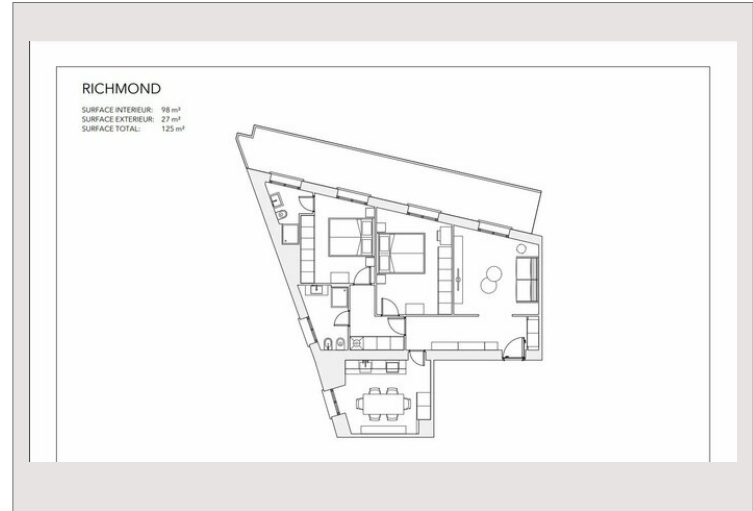 RICHMOND
SURFACE INTERIEUR: 98 m²
SURFACE EXTERIEUR: 27 m²
SURFACE TOTAL: 125 m²